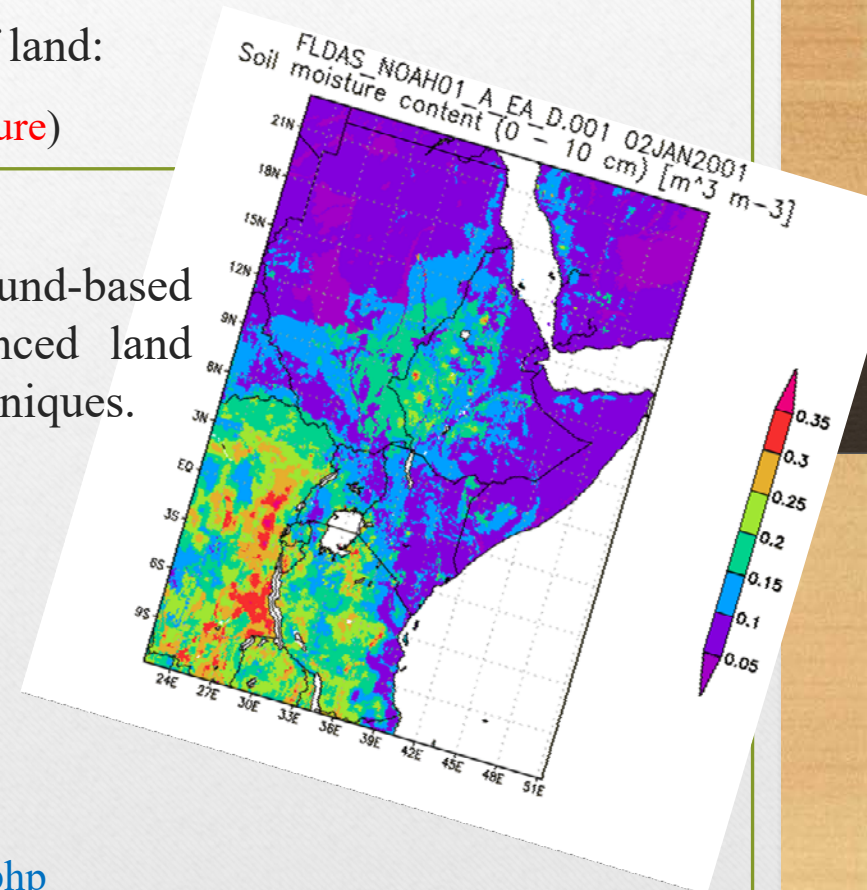 land:
ure)
und-based
nced land
niques.
FLDAS_NOAH01_A_EA_D.001 02JAN2001
Soil moisture content (0 - 10 cm) [m^3 m-3]
21N
18N
15N
12N
9N
6N
3N
EQ
3S
6S
9S
24E
27E
30E
33E
36E
39E
42E
45E
48E
51E
0.35
0.3
0.25
0.2
0.15
0.1
0.05
php